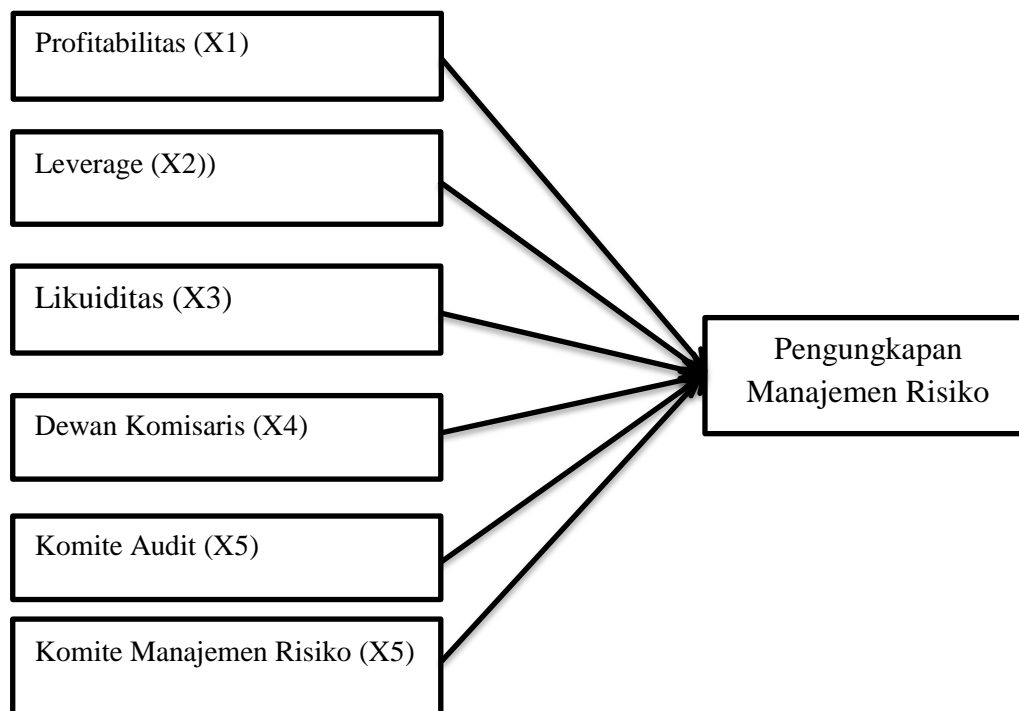 Profitabilitas (X1)
Leverage (X2))
Likuiditas (X3)
Dewan Komisaris (X4)
Komite Audit (X5)
Komite Manajemen Risiko (X5)
Pengungkapan
Manajemen Risiko